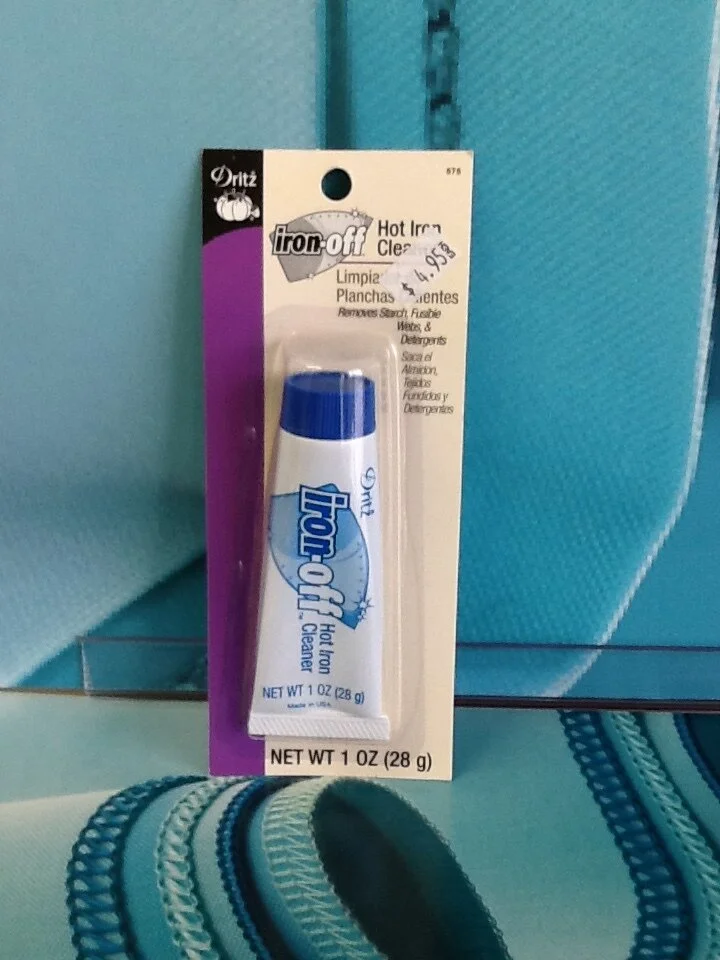 Dritz
675
iron-off
Hot Iron
$ 4.95
Limpia
Planchas
Removes Starch, Fusible
Webs, &
Detergents
Saca el
Almidon,
Tejidos
Fundidos y
Detergentes
Dritz
iron-off™
Hot Iron
Cleaner
NET WT 1 OZ (28 g)
Made in USA
NET WT 1 OZ (28 g)